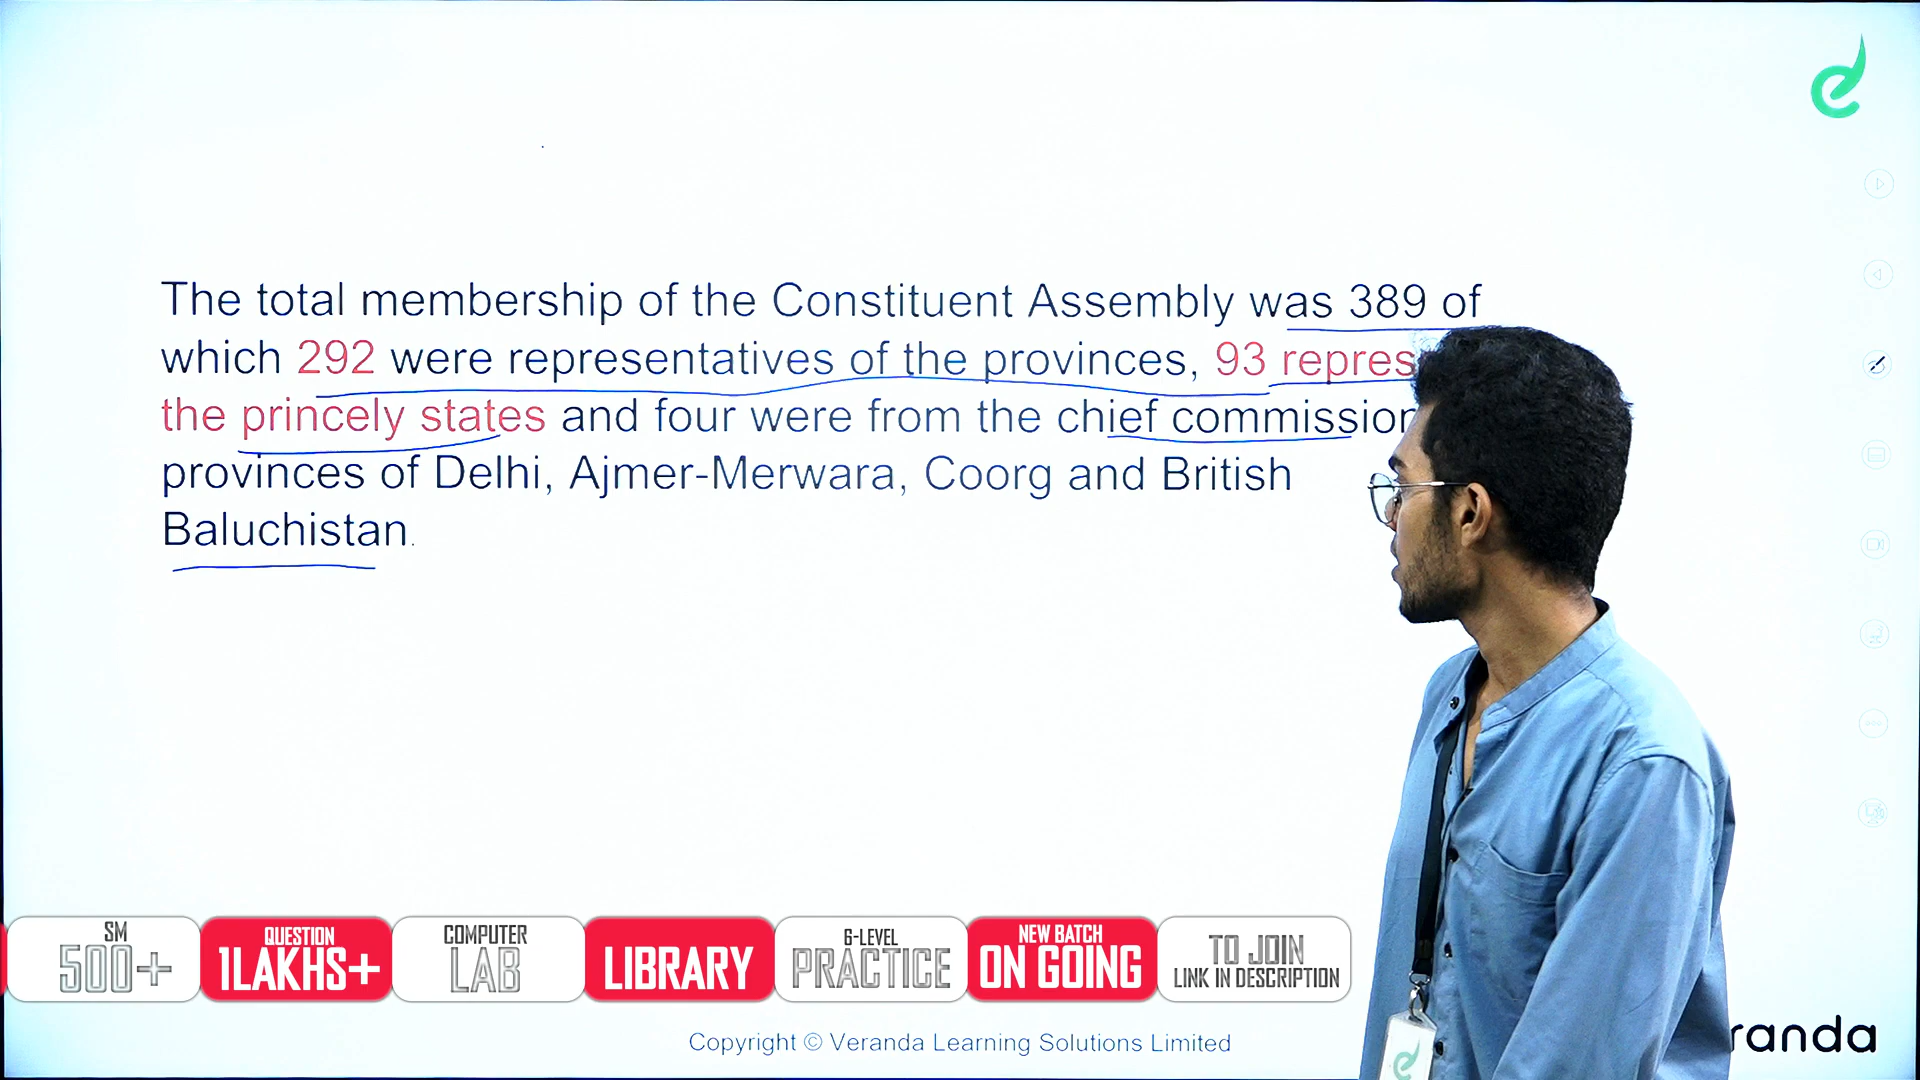 The total membership of the Constituent Assembly was 389 of
which 292 were representatives of the provinces, 93
the princely states and four were from the chief
provinces of Delhi, Ajmer-Merwara, Coorg and British
Baluchistan.
SM
500+
QUESTION
1LAKHS+
COMPUTER
LAB
LIBRARY
6-LEVEL
PRACTICE
NEW BATCH
ON GOING
TO JOIN
LINK IN DESCRIPTION
Copyright © Veranda Learning Solutions Limited